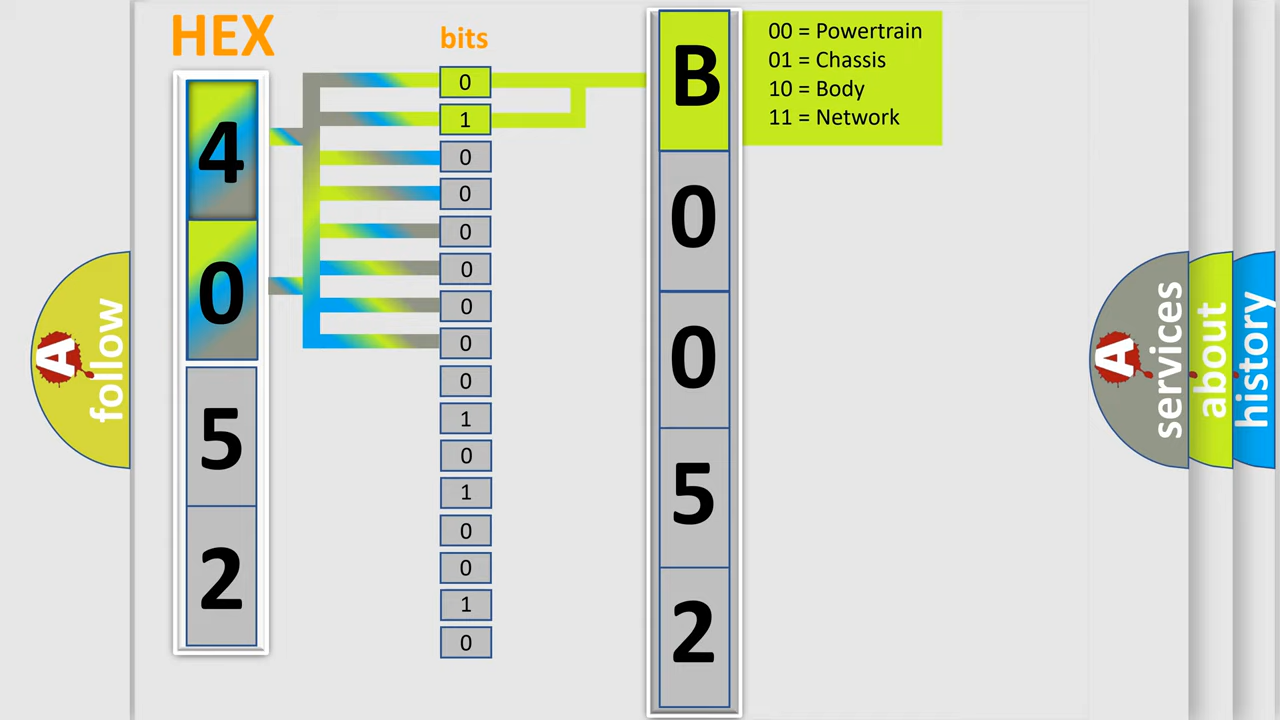 HEX
bits
4
0
5
2
0
1
0
0
0
0
0
0
0
1
0
1
0
0
1
0
B
0
0
5
2
00 = Powertrain
01 = Chassis
10 = Body
11 = Network
A
follow
A
services
about
history